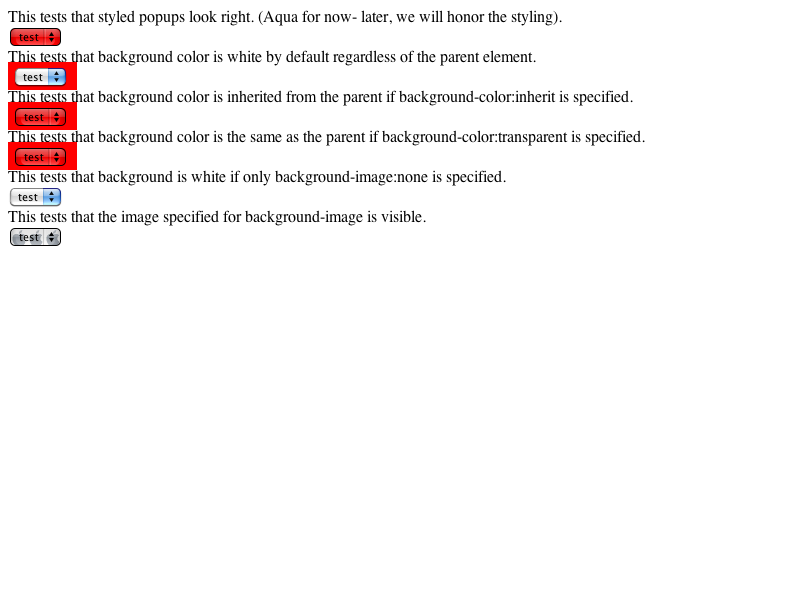 This tests that styled popups look right. (Aqua for now- later, we will honor the styling).
test
This tests that background color is white by default regardless of the parent element.
test
This tests that background color is inherited from the parent if background-color:inherit is specified.
test
This tests that background color is the same as the parent if background-color:transparent is specified.
test
This tests that background is white if only background-image:none is specified.
test
This tests that the image specified for background-image is visible.
test